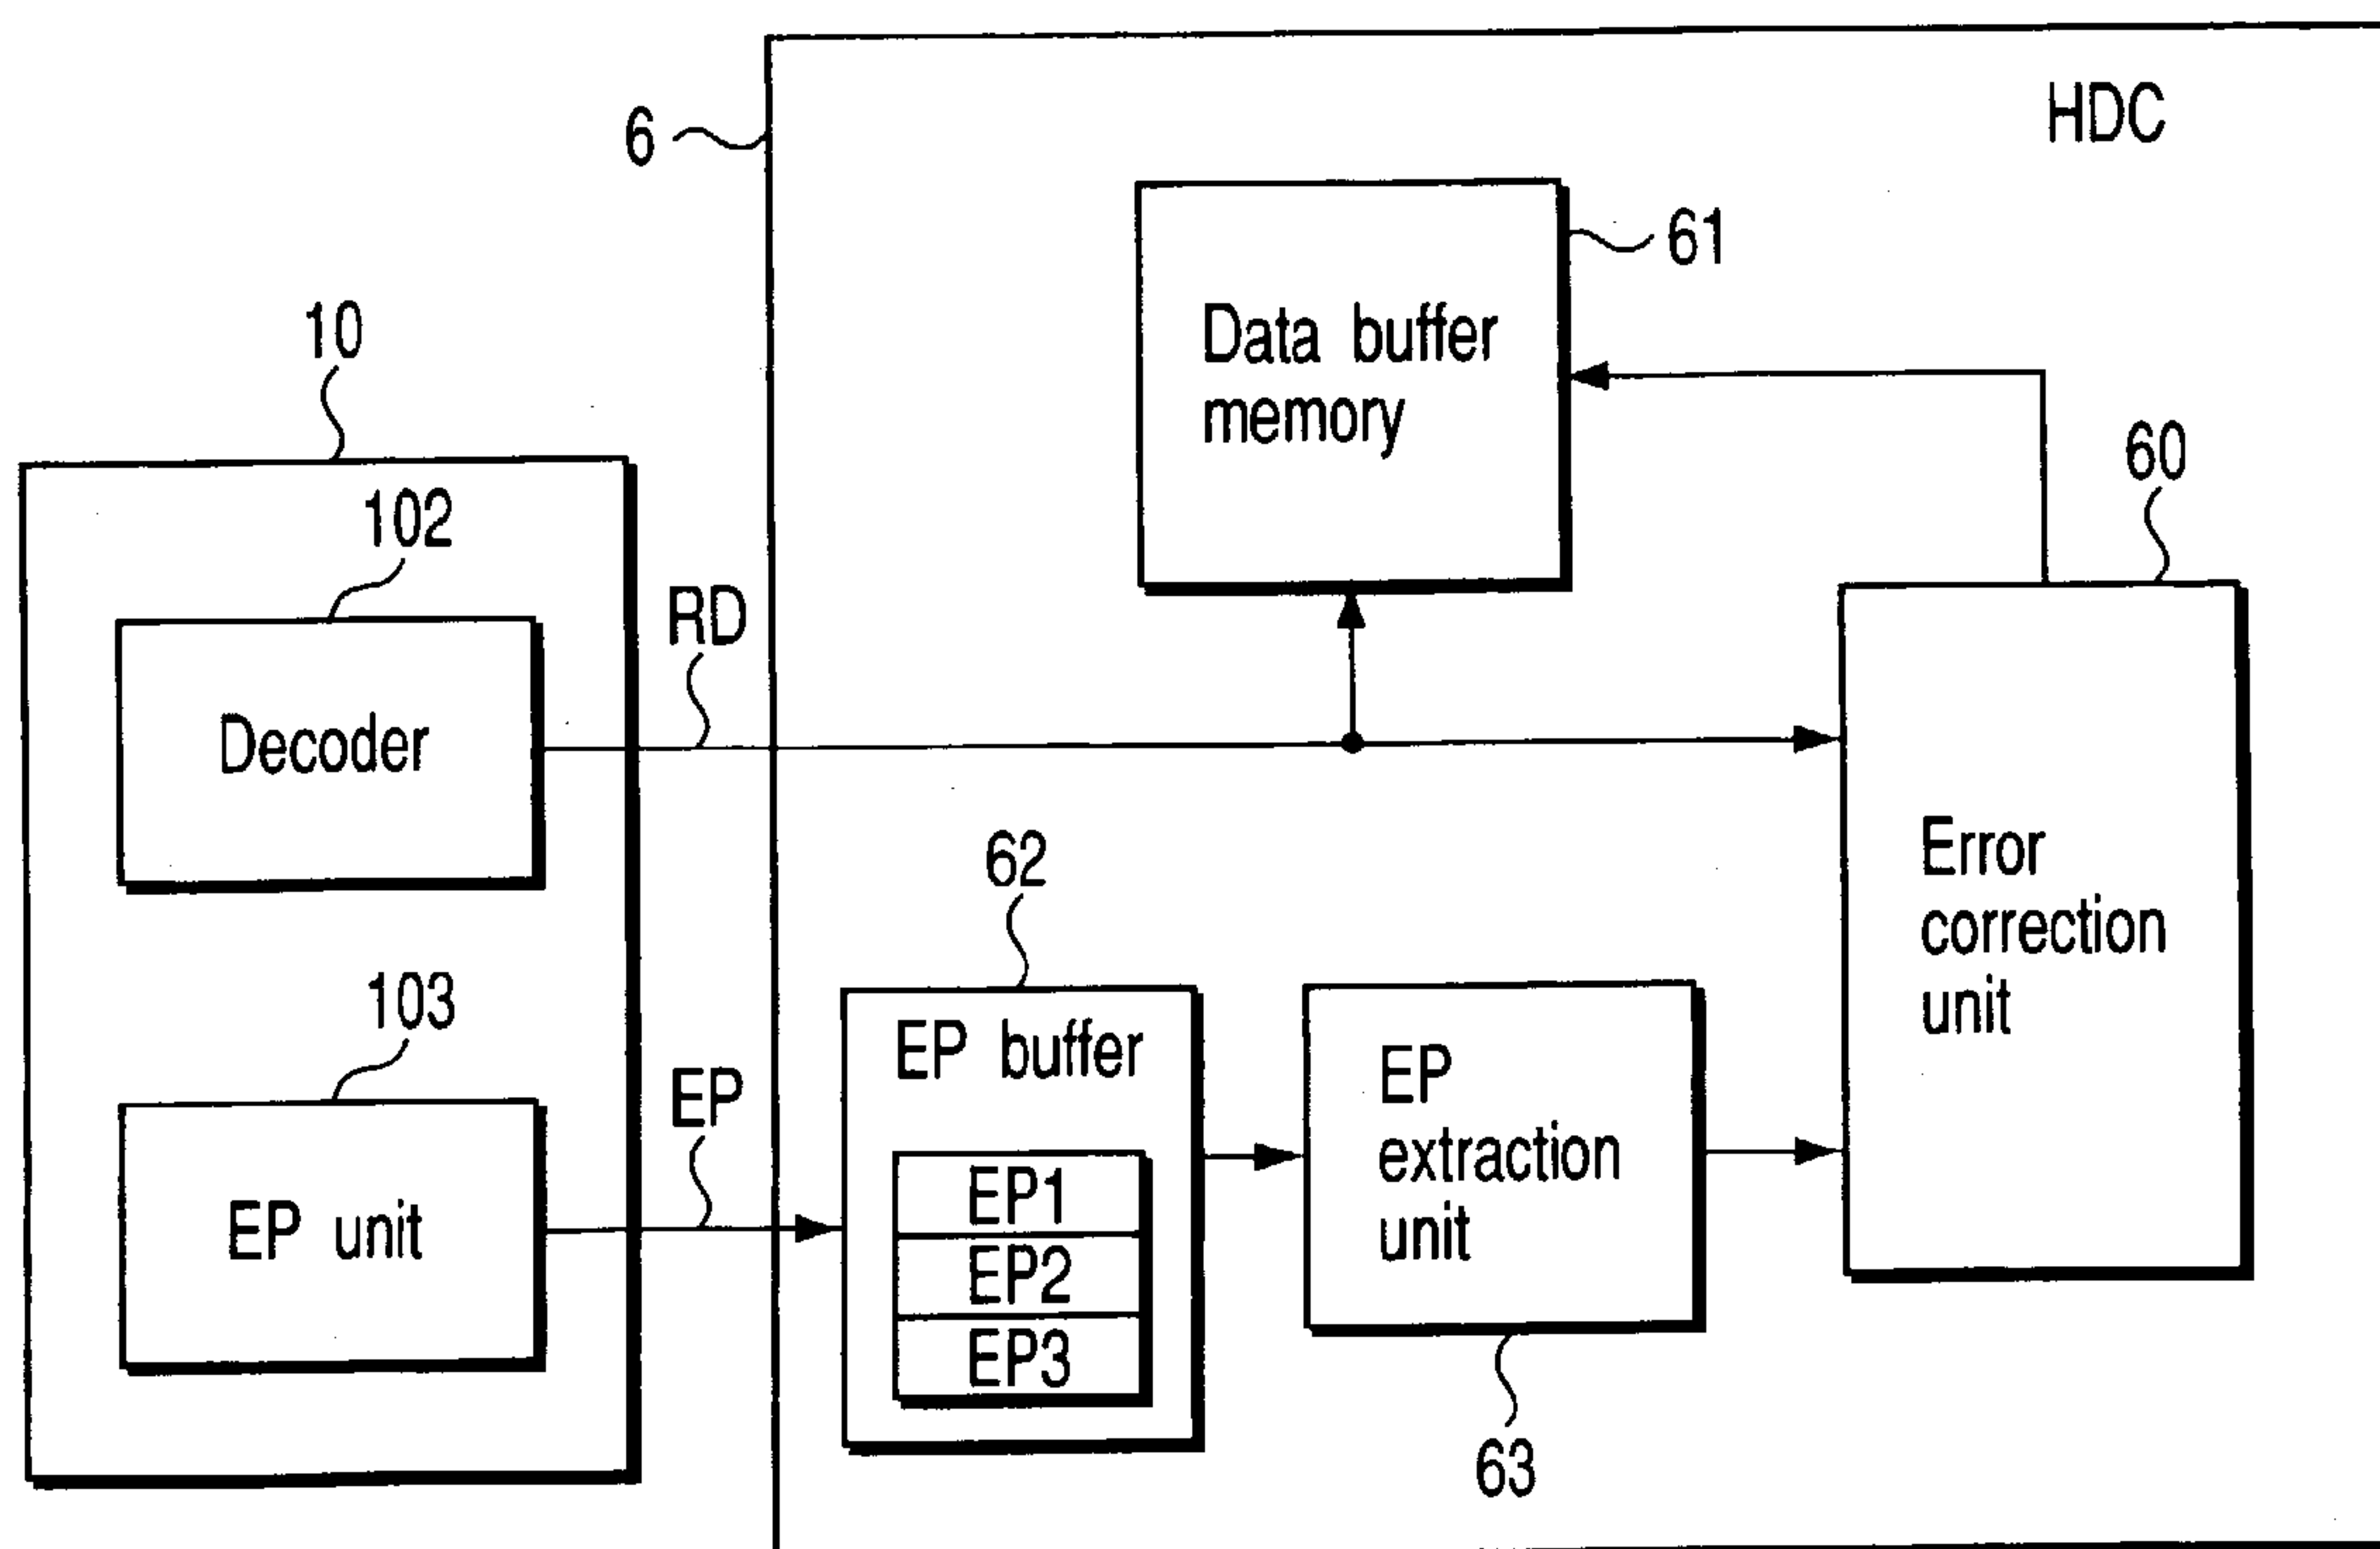 HDC
6
61
Data buffer
memory
10
60
102
RD
Decoder
62
Error
correction
unit
103
EP buffer
EP
extraction
unit
EP
EP1
EP unit
EP2
EP3
63